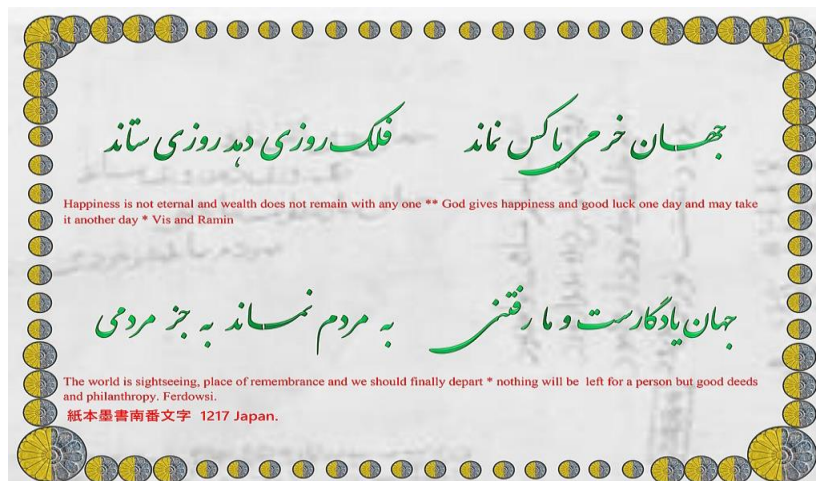 جهان خرمی با کس نماند فلک روزی دهد روزی ستاند
Happiness is not eternal and wealth does not remain with any one ** God gives happiness and good luck one day and may take
it another day * Vis and Ramin
جهان یادگارست و ما رفتنی به مردم نماند به جز مردمی
The world is sightseeing, place of remembrance and we should finally depart * nothing will be left for a person but good deeds
and philanthropy. Ferdowsi.
紙本墨書南番文字 1217 Japan.